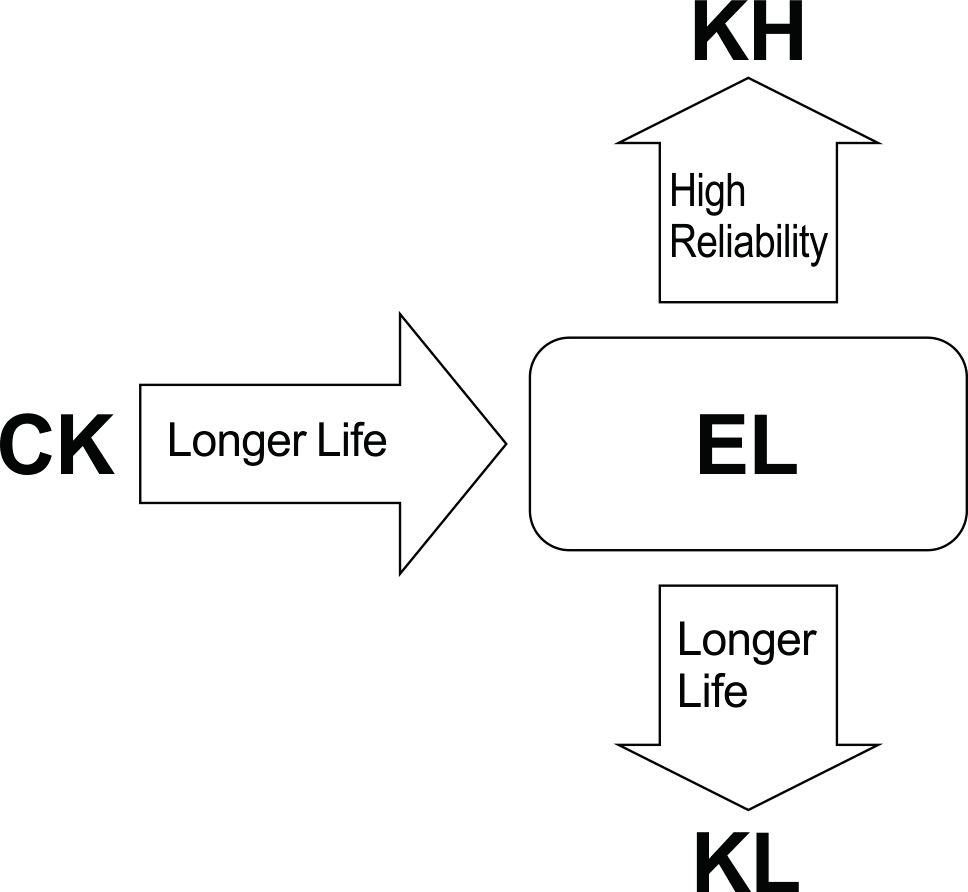 KH
High
Reliability
CK
Longer Life
EL
Longer
Life
KL